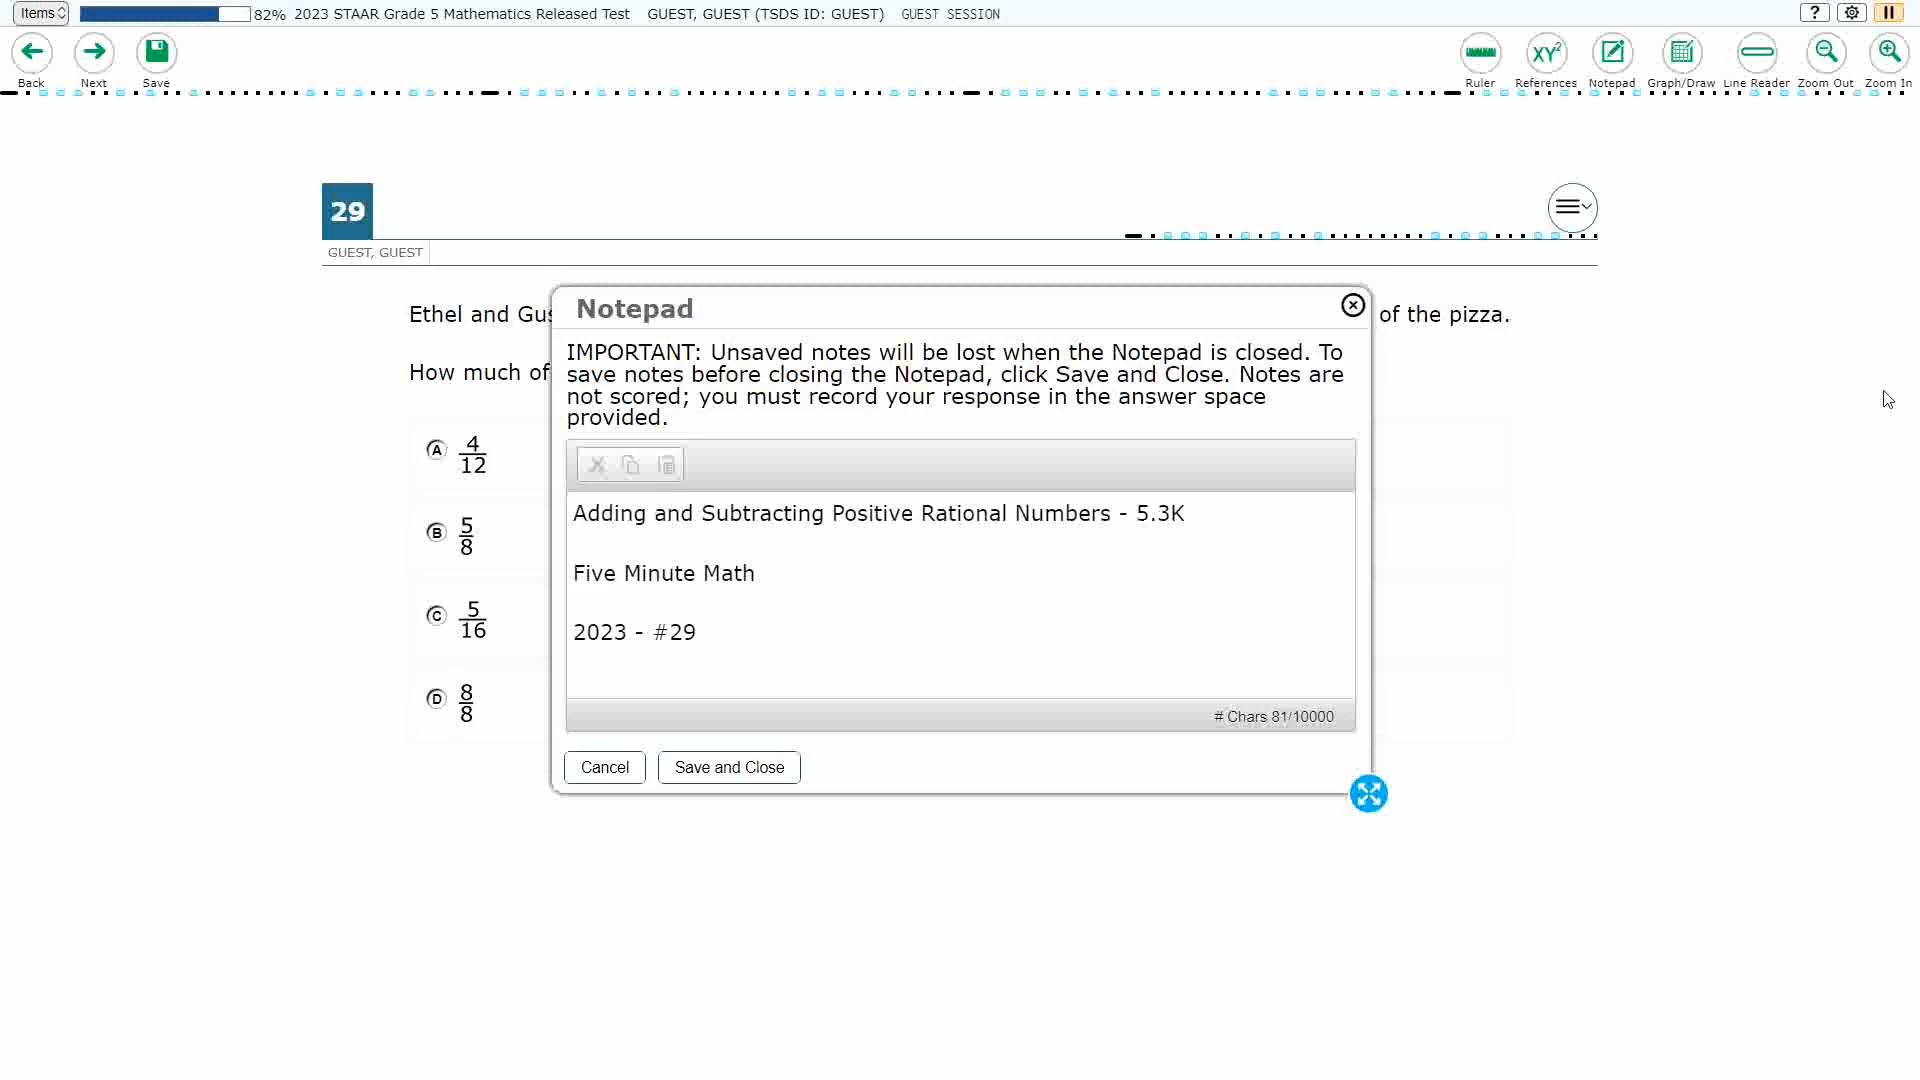 Items 82% 2023 STAAR Grade 5 Mathematics Released Test GUEST, GUEST (TSDS ID: GUEST) GUEST SESSION ?
Back Next Save XY² Ruler References Notepad Graph/Draw Line Reader Zoom Out Zoom In
29
GUEST, GUEST
Ethel and Gus of the pizza.
How much of
A 4/12
B 5/8
C 5/16
D 8/8
Notepad
IMPORTANT: Unsaved notes will be lost when the Notepad is closed. To
save notes before closing the Notepad, click Save and Close. Notes are
not scored; you must record your response in the answer space
provided.
Adding and Subtracting Positive Rational Numbers - 5.3K
Five Minute Math
2023 - #29
# Chars 81/10000
Cancel Save and Close